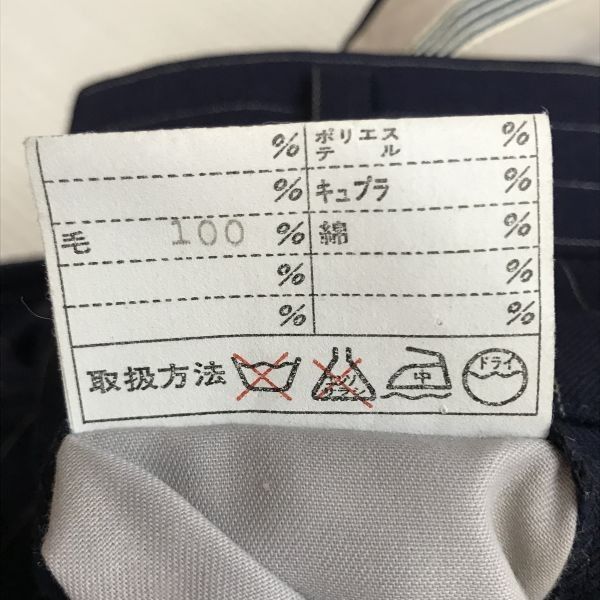 % ポリエステル %
% キュプラ %
毛 100 % 綿 %
% %
% %
取扱方法 中 ドライ